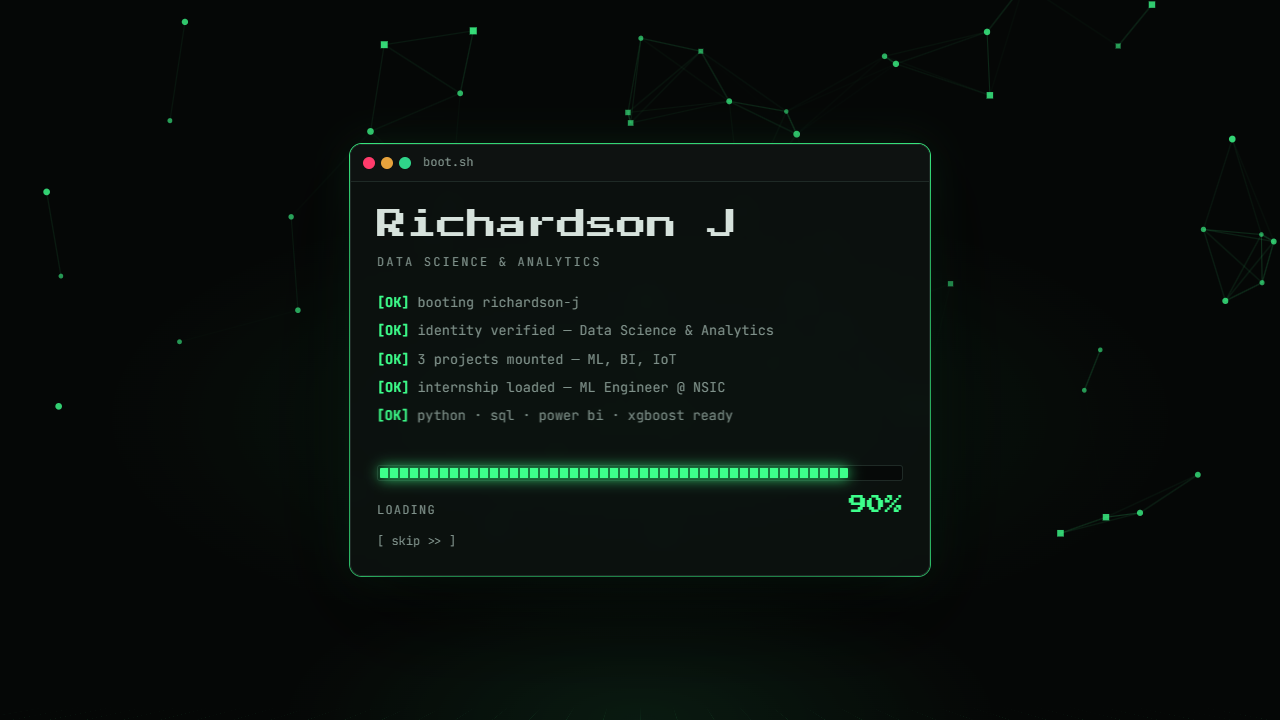 boot.sh
Richardson J
DATA SCIENCE & ANALYTICS
[OK] booting richardson-j
[OK] identity verified — Data Science & Analytics
[OK] 3 projects mounted — ML, BI, IoT
[OK] internship loaded — ML Engineer @ NSIC
[OK] python · sql · power bi · xgboost ready
90%
LOADING
[ skip >> ]